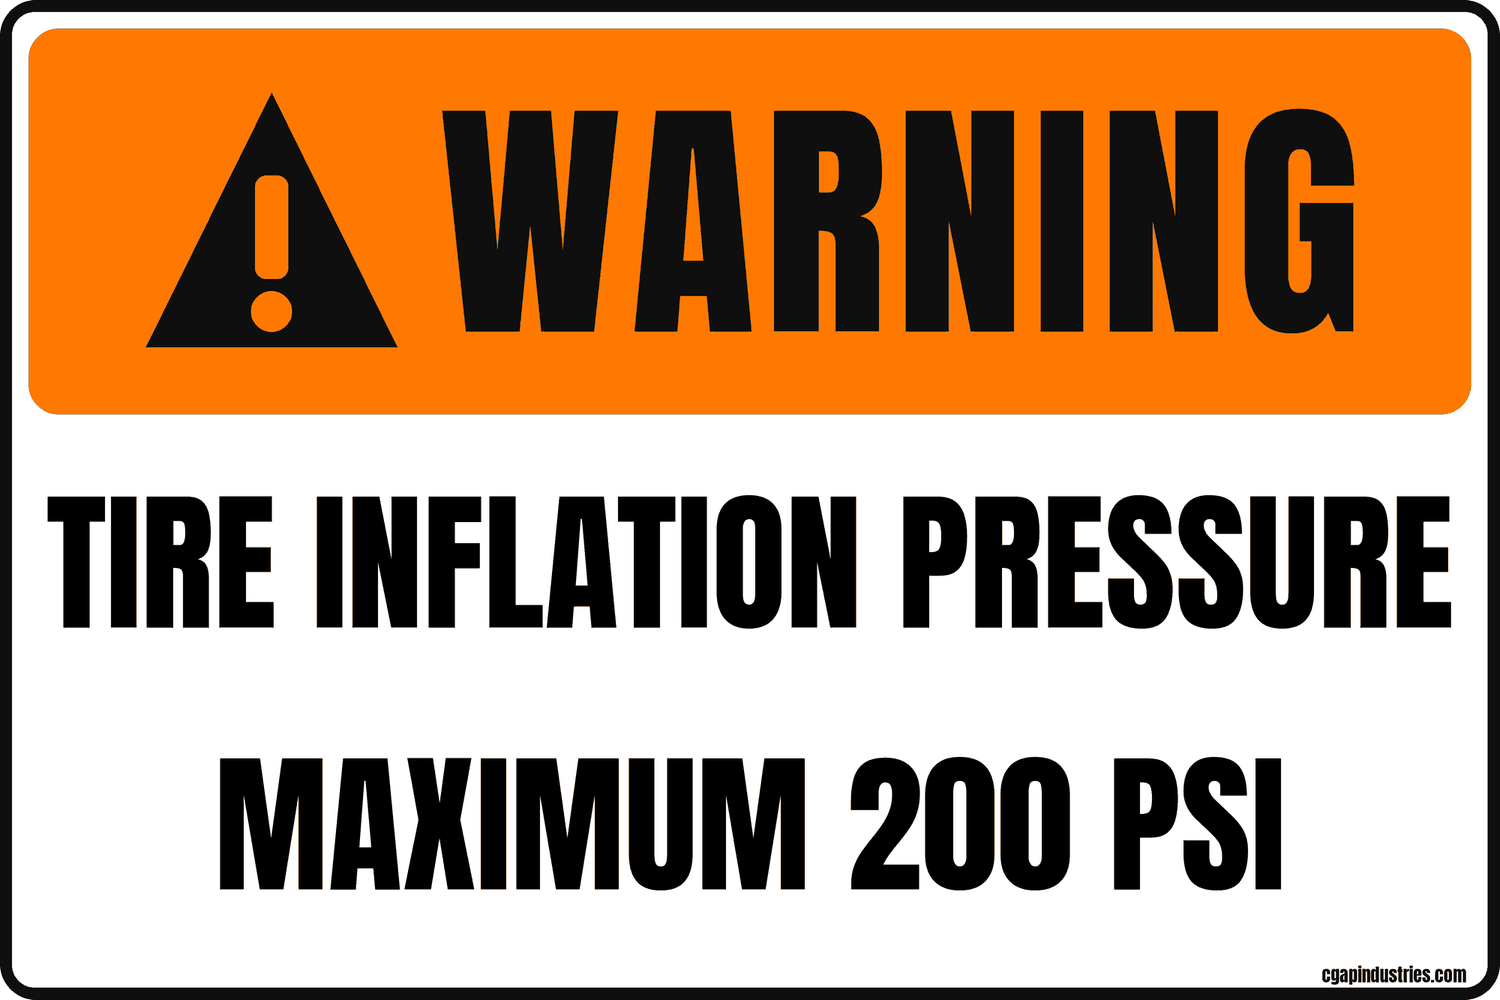 WARNING
TIRE INFLATION PRESSURE
MAXIMUM 200 PSI
cgapindustries.com